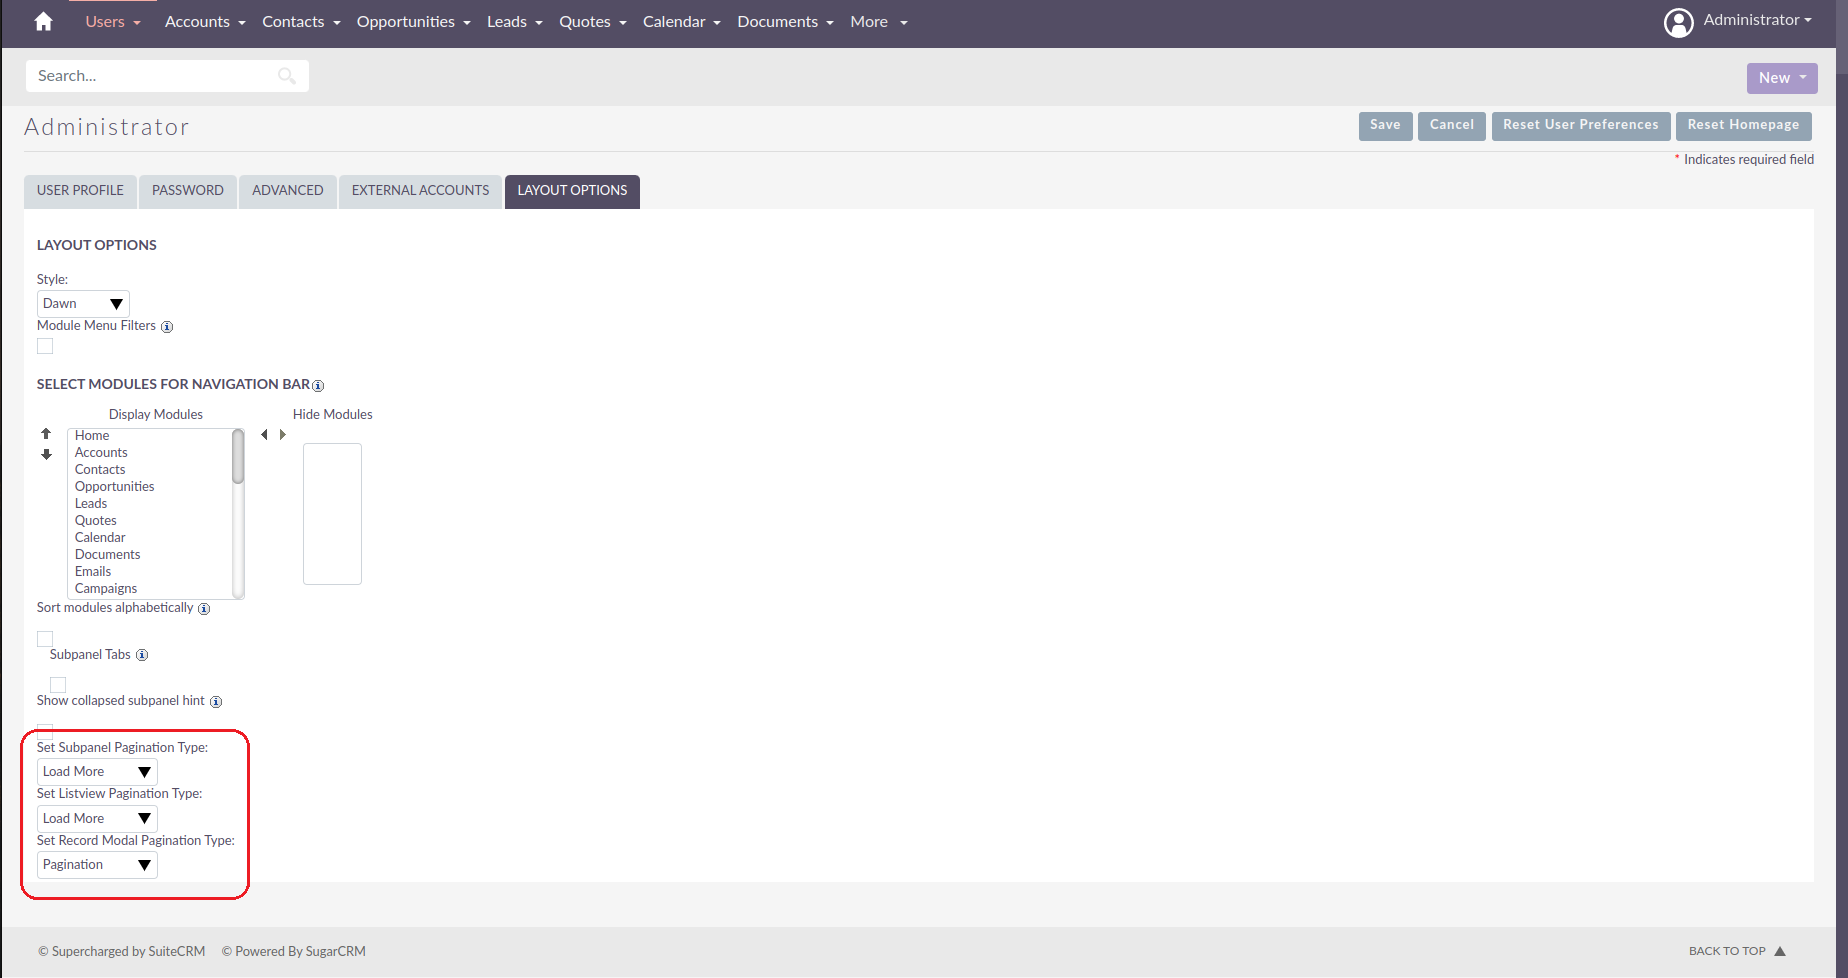 Users Accounts Contacts Opportunities Leads Quotes Calendar Documents More Administrator
Search... New
Administrator Save Cancel Reset User Preferences Reset Homepage
* Indicates required field
USER PROFILE PASSWORD ADVANCED EXTERNAL ACCOUNTS LAYOUT OPTIONS
LAYOUT OPTIONS
Style:
Dawn
Module Menu Filters
SELECT MODULES FOR NAVIGATION BAR
Display Modules Hide Modules
Home
Accounts
Contacts
Opportunities
Leads
Quotes
Calendar
Documents
Emails
Campaigns
Sort modules alphabetically
Subpanel Tabs
Show collapsed subpanel hint
Set Subpanel Pagination Type:
Load More
Set Listview Pagination Type:
Load More
Set Record Modal Pagination Type:
Pagination
© Supercharged by SuiteCRM © Powered By SugarCRM BACK TO TOP